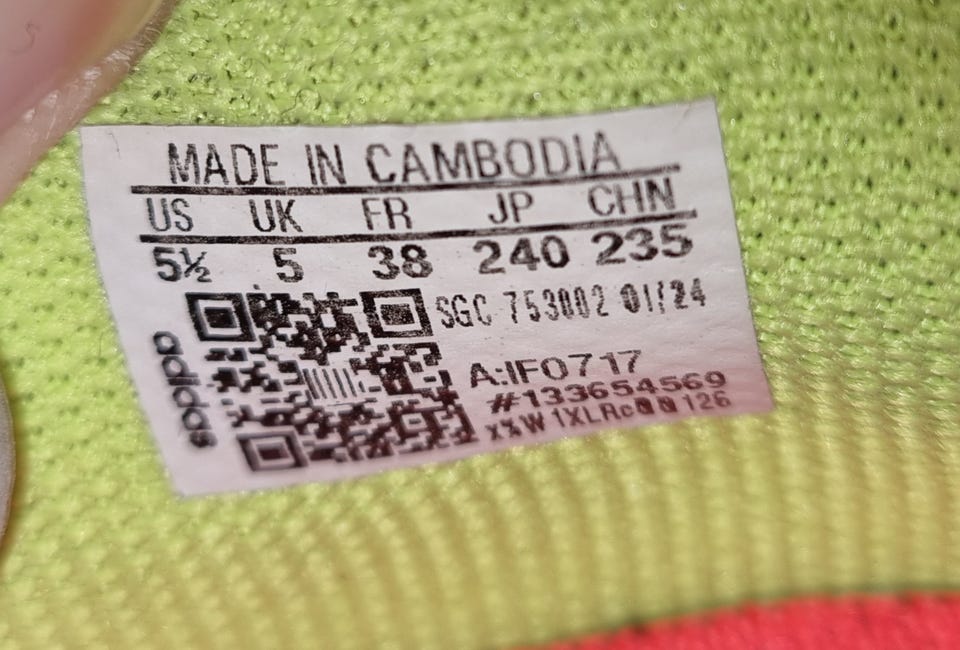 MADE IN CAMBODIA
US UK FR JP CHN
5½ 5 38 240 235
SGC 753002 01/24
adidas
A:IF0717
#133654569